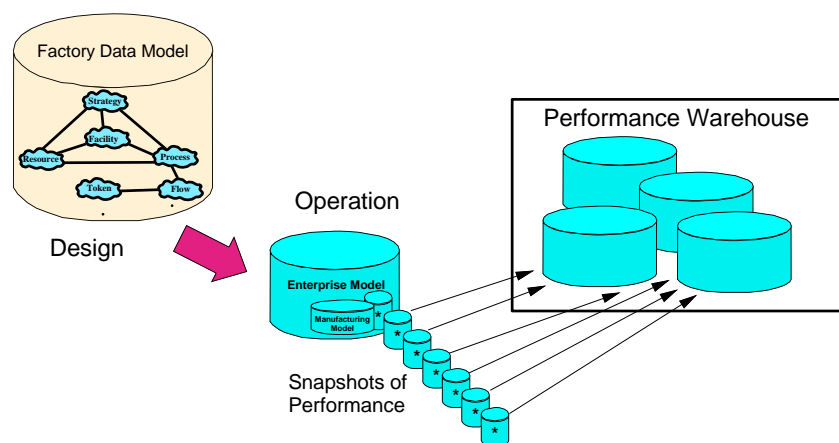 Factory Data Model
Strategy
Facility
Resource
Process
Token
Flow
Design
Operation
Enterprise Model
Manufacturing
Model
*
*
*
*
*
*
*
Snapshots of
Performance
Performance Warehouse